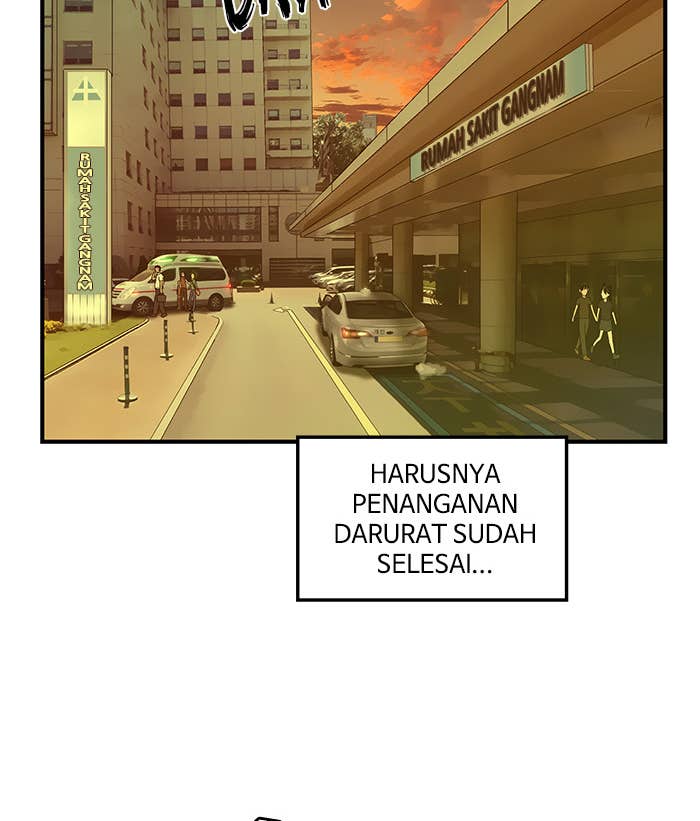 RUMAH SAKIT GANGNAM
RUMAH SAKIT GANGNAM
HARUSNYA
PENANGANAN
DARURAT SUDAH
SELESAI...